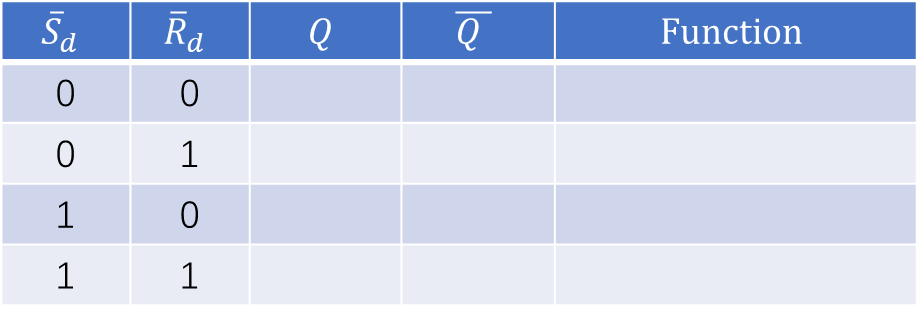 S̅d R̅d Q Q̅ Function
0 0
0 1
1 0
1 1